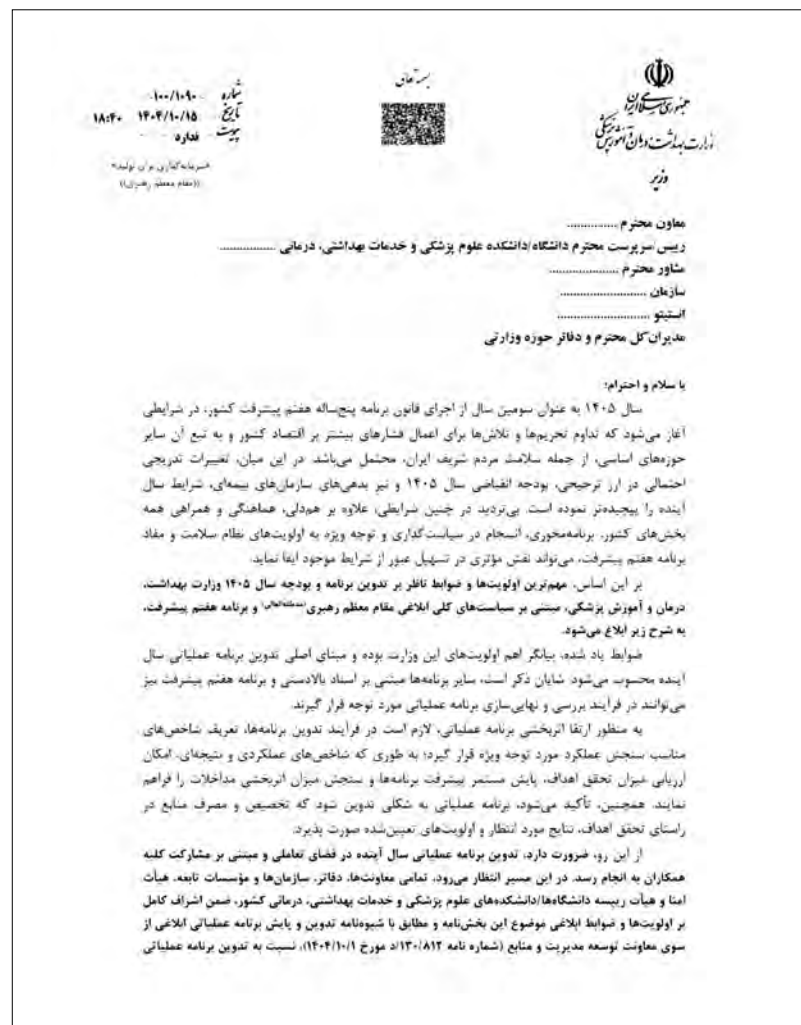 بسمه تعالی
جمهوری اسلامی ایران
وزارت بهداشت، درمان و آموزش پزشکی
وزیر
شماره ۱۰۰/۱۰۹۰
تاریخ ۱۴۰۴/۱۰/۱۵ ۱۸:۴۰
پیوست ندارد
«سرمایه‌گذاری برای تولید»
((مقام معظم رهبری))
معاون محترم ...............
رییس/سرپرست محترم دانشگاه/دانشکده علوم پزشکی و خدمات بهداشتی، درمانی .................
مشاور محترم .....................
سازمان ..........................
انستیتو ............................
مدیران‌کل محترم و دفاتر حوزه وزارتی
با سلام و احترام؛
سال ۱۴۰۵ به عنوان سومین سال از اجرای قانون برنامه پنج‌ساله هفتم پیشرفت کشور، در شرایطی
آغاز می‌شود که تداوم تحریم‌ها و تلاش‌ها برای اعمال فشارهای بیشتر بر اقتصاد کشور و به تبع آن سایر
حوزه‌های اساسی، از جمله سلامت مردم شریف ایران، محتمل می‌باشد. در این میان، تغییرات تدریجی
احتمالی در ارز ترجیحی، بودجه انقباضی سال ۱۴۰۵ و نیز بدهی‌های سازمان‌های بیمه‌ای، شرایط سال
آینده را پیچیده‌تر نموده است. بی‌تردید در چنین شرایطی، علاوه بر هم‌دلی، هماهنگی و همراهی همه
بخش‌های کشور، برنامه‌محوری، انسجام در سیاست‌گذاری و توجه ویژه به اولویت‌های نظام سلامت و مفاد
برنامه هفتم پیشرفت، می‌تواند نقش مؤثری در تسهیل عبور از شرایط موجود ایفا نماید.
بر این اساس، مهم‌ترین اولویت‌ها و ضوابط ناظر بر تدوین برنامه و بودجه سال ۱۴۰۵ وزارت بهداشت،
درمان و آموزش پزشکی، مبتنی بر سیاست‌های کلی ابلاغی مقام معظم رهبری(مدظله‌العالی) و برنامه هفتم پیشرفت،
به شرح زیر ابلاغ می‌شود.
ضوابط یاد شده، بیانگر اهم اولویت‌های این وزارت بوده و مبنای اصلی تدوین برنامه عملیاتی سال
آینده محسوب می‌شود. شایان ذکر است، سایر برنامه‌ها مبتنی بر اسناد بالادستی و برنامه هفتم پیشرفت نیز
می‌توانند در فرآیند بررسی و نهایی‌سازی برنامه عملیاتی مورد توجه قرار گیرند.
به منظور ارتقا اثربخشی برنامه عملیاتی، لازم است در فرآیند تدوین برنامه‌ها، تعریف شاخص‌های
مناسب سنجش عملکرد مورد توجه ویژه قرار گیرد؛ به طوری که شاخص‌های عملکردی و نتیجه‌ای، امکان
ارزیابی میزان تحقق اهداف، پایش مستمر پیشرفت برنامه‌ها و سنجش میزان اثربخشی مداخلات را فراهم
نمایند. همچنین، تأکید می‌شود، برنامه عملیاتی به شکلی تدوین شود که تخصیص و مصرف منابع در
راستای تحقق اهداف، نتایج مورد انتظار و اولویت‌های تعیین‌شده صورت پذیرد.
از این رو، ضرورت دارد، تدوین برنامه عملیاتی سال آینده در فضای تعاملی و مبتنی بر مشارکت کلیه
همکاران به انجام رسد. در این مسیر انتظار می‌رود، تمامی معاونت‌ها، دفاتر، سازمان‌ها و مؤسسات تابعه، هیأت
امنا و هیأت رییسه دانشگاه‌ها/دانشکده‌های علوم پزشکی و خدمات بهداشتی، درمانی کشور، ضمن اشراف کامل
بر اولویت‌ها و ضوابط ابلاغی موضوع این بخش‌نامه و مطابق با شیوه‌نامه تدوین و پایش برنامه عملیاتی ابلاغی از
سوی معاونت توسعه مدیریت و منابع (شماره نامه ۱۳۰/۸۱۲/د مورخ ۱۴۰۴/۱۰/۱)، نسبت به تدوین برنامه عملیاتی